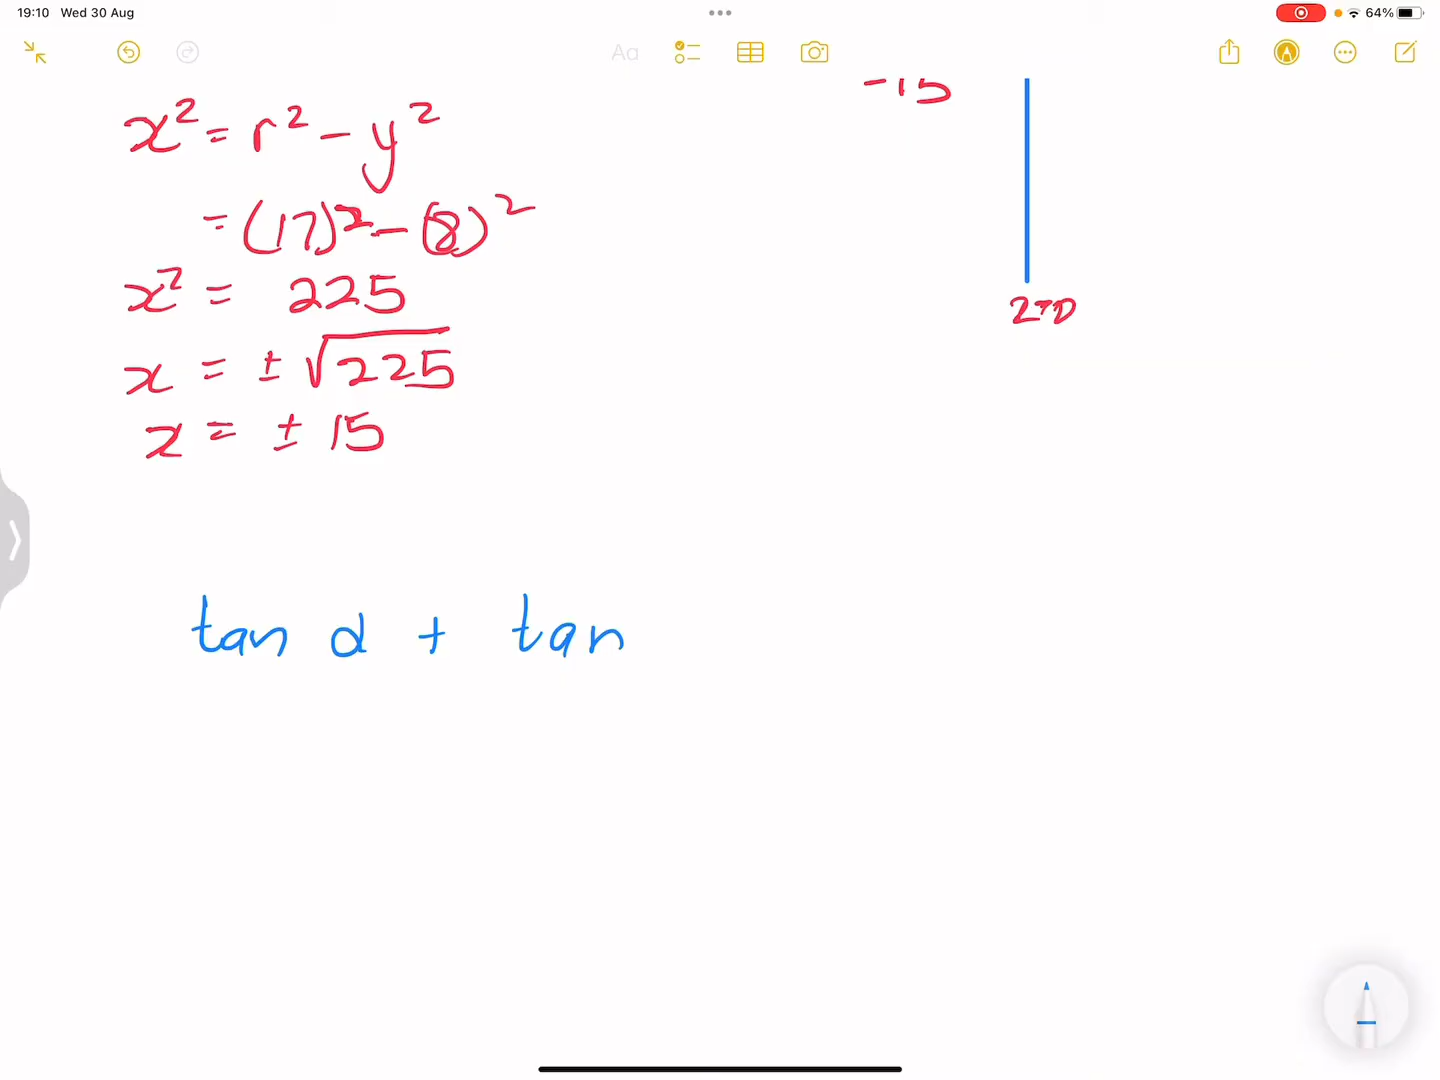 19:10 Wed 30 Aug
64%
Aa
-15
x² = r² - y²
= (17)² - (8)²
x² = 225
x = ± √225
x = ± 15
270
tan α + tan